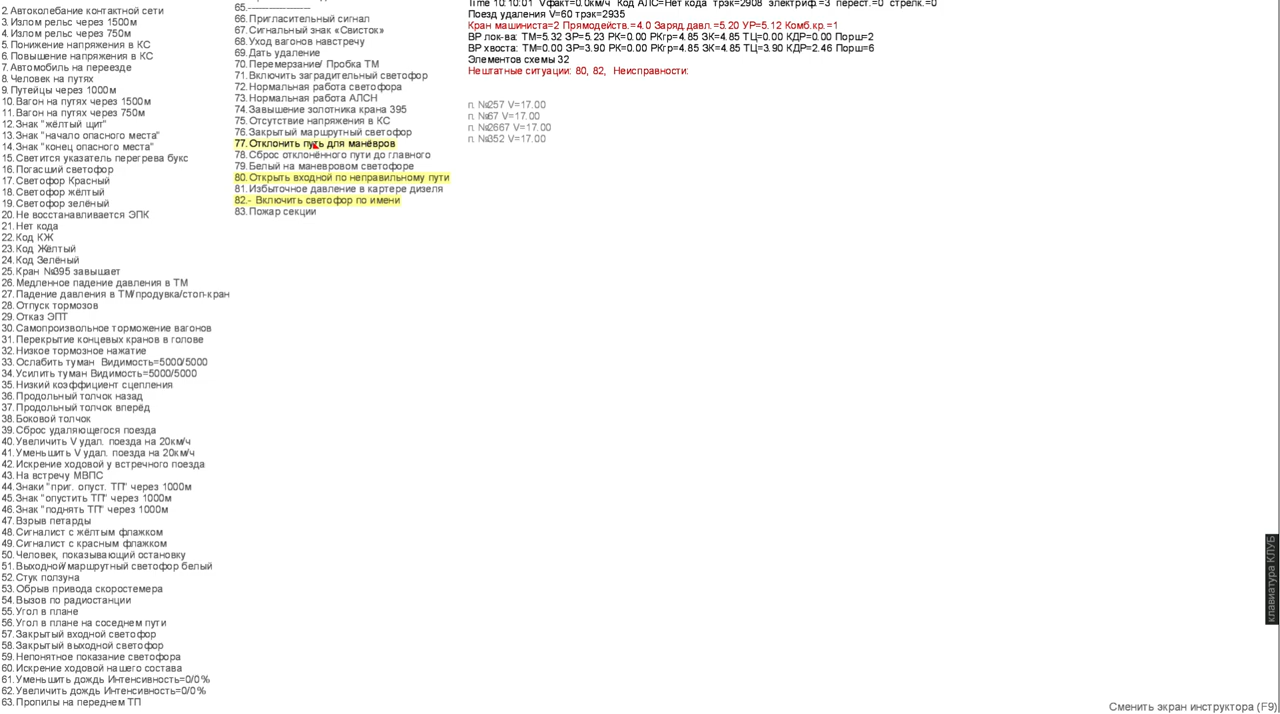 2. Автоколебание контактной сети
3. Излом рельс через 1500м
4. Излом рельс через 750м
5. Понижение напряжения в КС
6. Повышение напряжения в КС
7. Автомобиль на переезде
8. Человек на путях
9. Путейцы через 1000м
10. Вагон на путях через 1500м
11. Вагон на путях через 750м
12. Знак "жёлтый щит"
13. Знак "начало опасного места"
14. Знак "конец опасного места"
15. Светится указатель перегрева букс
16. Погасший светофор
17. Светофор Красный
18. Светофор жёлтый
19. Светофор зелёный
20. Не восстанавливается ЭПК
21. Нет кода
22. Код КЖ
23. Код Жёлтый
24. Код Зелёный
25. Кран №395 завышает
26. Медленное падение давления в ТМ
27. Падение давления в ТМ/продувка/стоп-кран
28. Отпуск тормозов
29. Отказ ЭПТ
30. Самопроизвольное торможение вагонов
31. Перекрытие концевых кранов в голове
32. Низкое тормозное нажатие
33. Ослабить туман  Видимость=5000/5000
34. Усилить туман Видимость=5000/5000
35. Низкий коэффициент сцепления
36. Продольный толчок назад
37. Продольный толчок вперёд
38. Боковой толчок
39. Сброс удаляющегося поезда
40. Увеличить V удал. поезда на 20км/ч
41. Уменьшить V удал. поезда на 20км/ч
42. Искрение ходовой у встречного поезда
43. На встречу МВПС
44. Знаки "приг. опуст. ТП" через 1000м
45. Знак "опустить ТП" через 1000м
46. Знак "поднять ТП" через 1000м
47. Взрыв петарды
48. Сигналист с жёлтым флажком
49. Сигналист с красным флажком
50. Человек, показывающий остановку
51. Выходной/маршрутный светофор белый
52. Стук ползуна
53. Обрыв привода скоростемера
54. Вызов по радиостанции
55. Угол в плане
56. Угол в плане на соседнем пути
57. Закрытый входной светофор
58. Закрытый выходной светофор
59. Непонятное показание светофора
60. Искрение ходовой нашего состава
61. Уменьшить дождь Интенсивность=0/0%
62. Увеличить дождь Интенсивность=0/0%
63. Пропилы на переднем ТП
65.--------------------
66. Пригласительный сигнал
67. Сигнальный знак «Свисток»
68. Уход вагонов навстречу
69. Дать удаление
70. Перемерзание/ Пробка ТМ
71. Включить заградительный светофор
72. Нормальная работа светофора
73. Нормальная работа АЛСН
74. Завышение золотника крана 395
75. Отсутствие напряжения в КС
76. Закрытый маршрутный светофор
77. Отклонить путь для манёвров
78. Сброс отклонённого пути до главного
79. Белый на маневровом светофоре
80. Открыть входной по неправильному пути
81. Избыточное давление в картере дизеля
82.- Включить светофор по имени
83. Пожар секции
Time 10:10:01  Vфакт=0.0км/ч  Код АЛС=Нет кода  трэк=2908  электриф.=3  перест.=0  стрелк.=0
Поезд удаления V=60 трэк=2935
Кран машиниста=2 Прямодейств.=4.0 Заряд.давл.=5.20 УР=5.12 Комб.кр.=1
ВР лок-ва: ТМ=5.32 ЗР=5.23 РК=0.00 РКгр=4.85 ЗК=4.85 ТЦ=0.00 КДР=0.00 Порш=2
ВР хвоста: ТМ=0.00 ЗР=3.90 РК=0.00 РКгр=4.85 ЗК=4.85 ТЦ=3.90 КДР=2.46 Порш=6
Элементов схемы 32
Нештатные ситуации: 80, 82,  Неисправности:
п. №257 V=17.00
п. №67 V=17.00
п. №2667 V=17.00
п. №352 V=17.00
клавиатура КЛУБ
Сменить экран инструктора (F9)